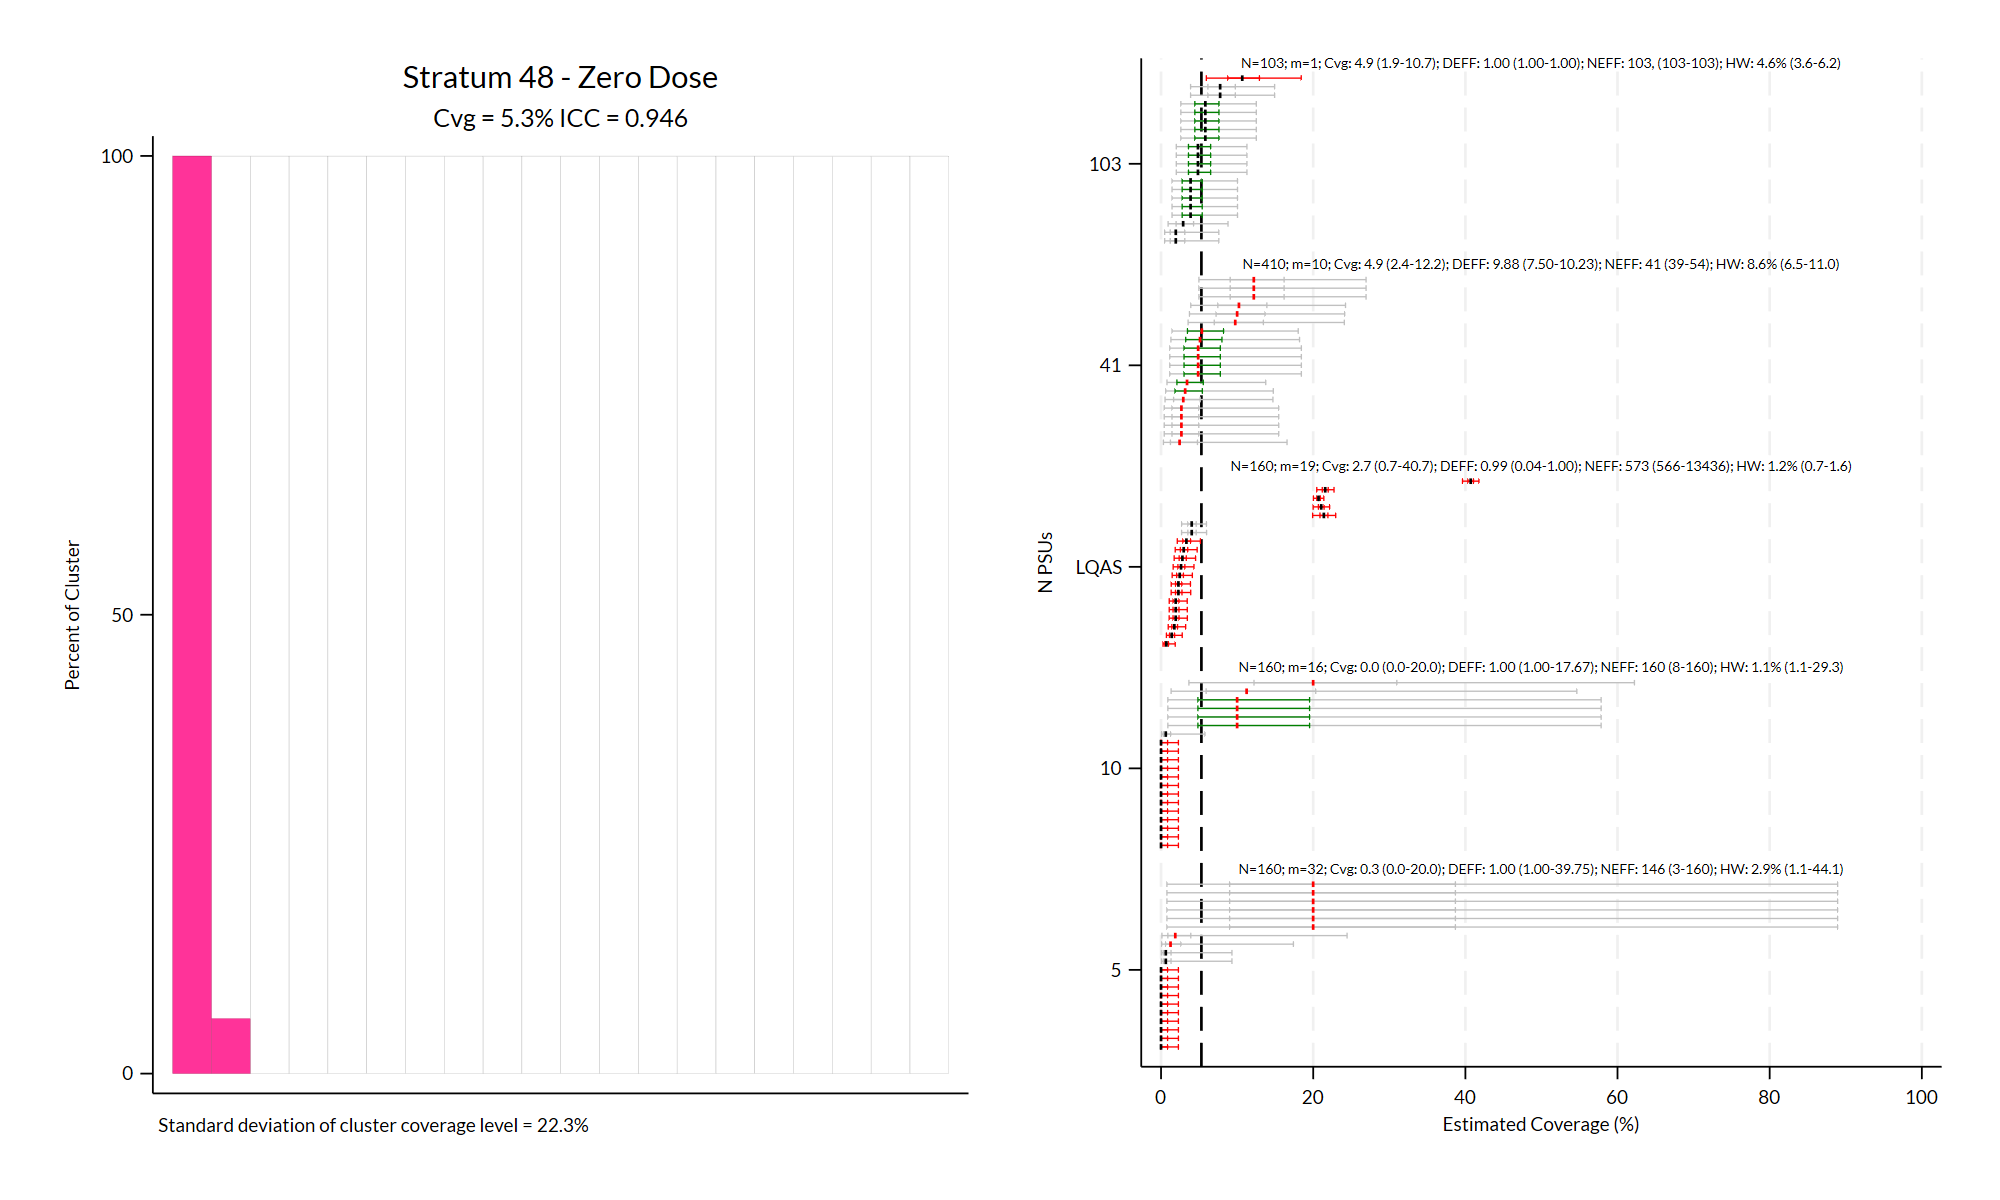 Stratum 48 - Zero Dose
Cvg = 5.3% ICC = 0.946
100
50
0
Percent of Cluster
Standard deviation of cluster coverage level = 22.3%
N=103; m=1; Cvg: 4.9 (1.9-10.7); DEFF: 1.00 (1.00-1.00); NEFF: 103, (103-103); HW: 4.6% (3.6-6.2)
103
N=410; m=10; Cvg: 4.9 (2.4-12.2); DEFF: 9.88 (7.50-10.23); NEFF: 41 (39-54); HW: 8.6% (6.5-11.0)
41
N=160; m=19; Cvg: 2.7 (0.7-40.7); DEFF: 0.99 (0.04-1.00); NEFF: 573 (566-13436); HW: 1.2% (0.7-1.6)
N PSUs
LQAS
N=160; m=16; Cvg: 0.0 (0.0-20.0); DEFF: 1.00 (1.00-17.67); NEFF: 160 (8-160); HW: 1.1% (1.1-29.3)
10
N=160; m=32; Cvg: 0.3 (0.0-20.0); DEFF: 1.00 (1.00-39.75); NEFF: 146 (3-160); HW: 2.9% (1.1-44.1)
5
0 20 40 60 80 100
Estimated Coverage (%)